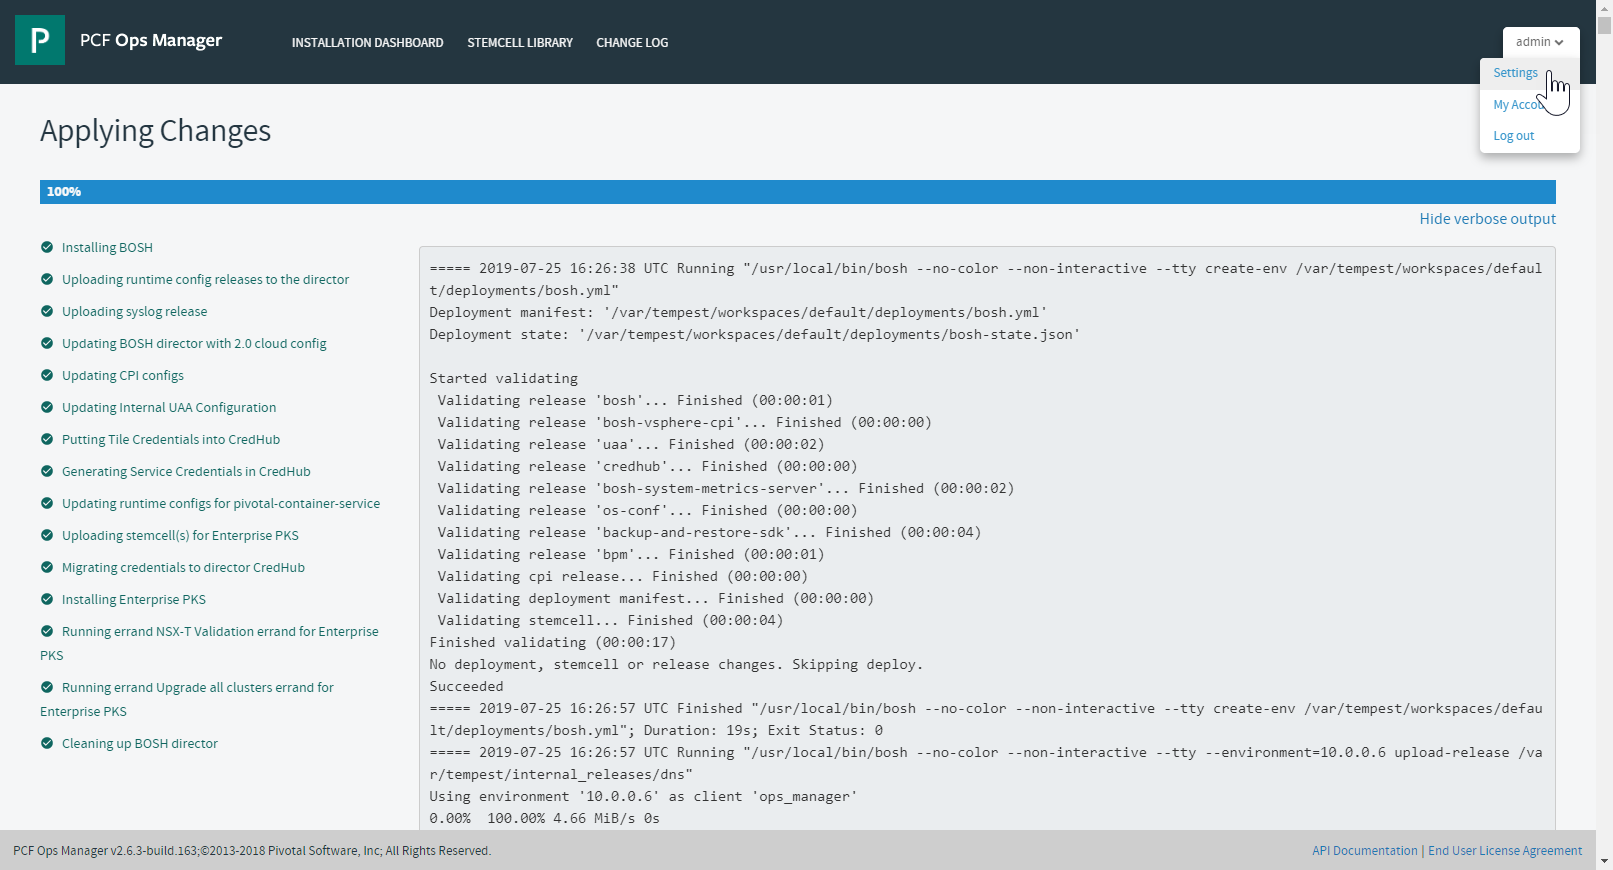 P
PCF Ops Manager
INSTALLATION DASHBOARD
STEMCELL LIBRARY
CHANGE LOG
admin
Settings
My Accou
Log out
Applying Changes
100%
Hide verbose output
Installing BOSH
Uploading runtime config releases to the director
Uploading syslog release
Updating BOSH director with 2.0 cloud config
Updating CPI configs
Updating Internal UAA Configuration
Putting Tile Credentials into CredHub
Generating Service Credentials in CredHub
Updating runtime configs for pivotal-container-service
Uploading stemcell(s) for Enterprise PKS
Migrating credentials to director CredHub
Installing Enterprise PKS
Running errand NSX-T Validation errand for Enterprise
PKS
Running errand Upgrade all clusters errand for
Enterprise PKS
Cleaning up BOSH director
===== 2019-07-25 16:26:38 UTC Running "/usr/local/bin/bosh --no-color --non-interactive --tty create-env /var/tempest/workspaces/defaul
t/deployments/bosh.yml"
Deployment manifest: '/var/tempest/workspaces/default/deployments/bosh.yml'
Deployment state: '/var/tempest/workspaces/default/deployments/bosh-state.json'
Started validating
Validating release 'bosh'... Finished (00:00:01)
Validating release 'bosh-vsphere-cpi'... Finished (00:00:00)
Validating release 'uaa'... Finished (00:00:02)
Validating release 'credhub'... Finished (00:00:00)
Validating release 'bosh-system-metrics-server'... Finished (00:00:02)
Validating release 'os-conf'... Finished (00:00:00)
Validating release 'backup-and-restore-sdk'... Finished (00:00:04)
Validating release 'bpm'... Finished (00:00:01)
Validating cpi release... Finished (00:00:00)
Validating deployment manifest... Finished (00:00:00)
Validating stemcell... Finished (00:00:04)
Finished validating (00:00:17)
No deployment, stemcell or release changes. Skipping deploy.
Succeeded
===== 2019-07-25 16:26:57 UTC Finished "/usr/local/bin/bosh --no-color --non-interactive --tty create-env /var/tempest/workspaces/defau
lt/deployments/bosh.yml"; Duration: 19s; Exit Status: 0
===== 2019-07-25 16:26:57 UTC Running "/usr/local/bin/bosh --no-color --non-interactive --tty --environment=10.0.0.6 upload-release /va
r/tempest/internal_releases/dns"
Using environment '10.0.0.6' as client 'ops_manager'
0.00%  100.00% 4.66 MiB/s 0s
PCF Ops Manager v2.6.3-build.163;©2013-2018 Pivotal Software, Inc; All Rights Reserved.
API Documentation | End User License Agreement